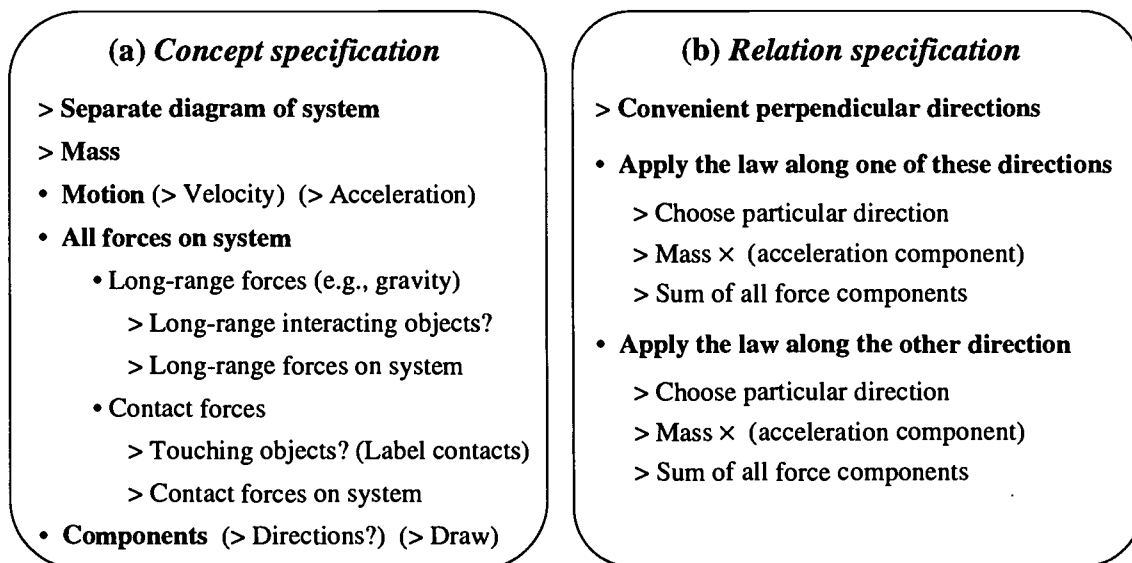 (a) Concept specification
> Separate diagram of system
> Mass
• Motion (> Velocity) (> Acceleration)
• All forces on system
• Long-range forces (e.g., gravity)
> Long-range interacting objects?
> Long-range forces on system
• Contact forces
> Touching objects? (Label contacts)
> Contact forces on system
• Components (> Directions?) (> Draw)
(b) Relation specification
> Convenient perpendicular directions
• Apply the law along one of these directions
> Choose particular direction
> Mass × (acceleration component)
> Sum of all force components
• Apply the law along the other direction
> Choose particular direction
> Mass × (acceleration component)
> Sum of all force components